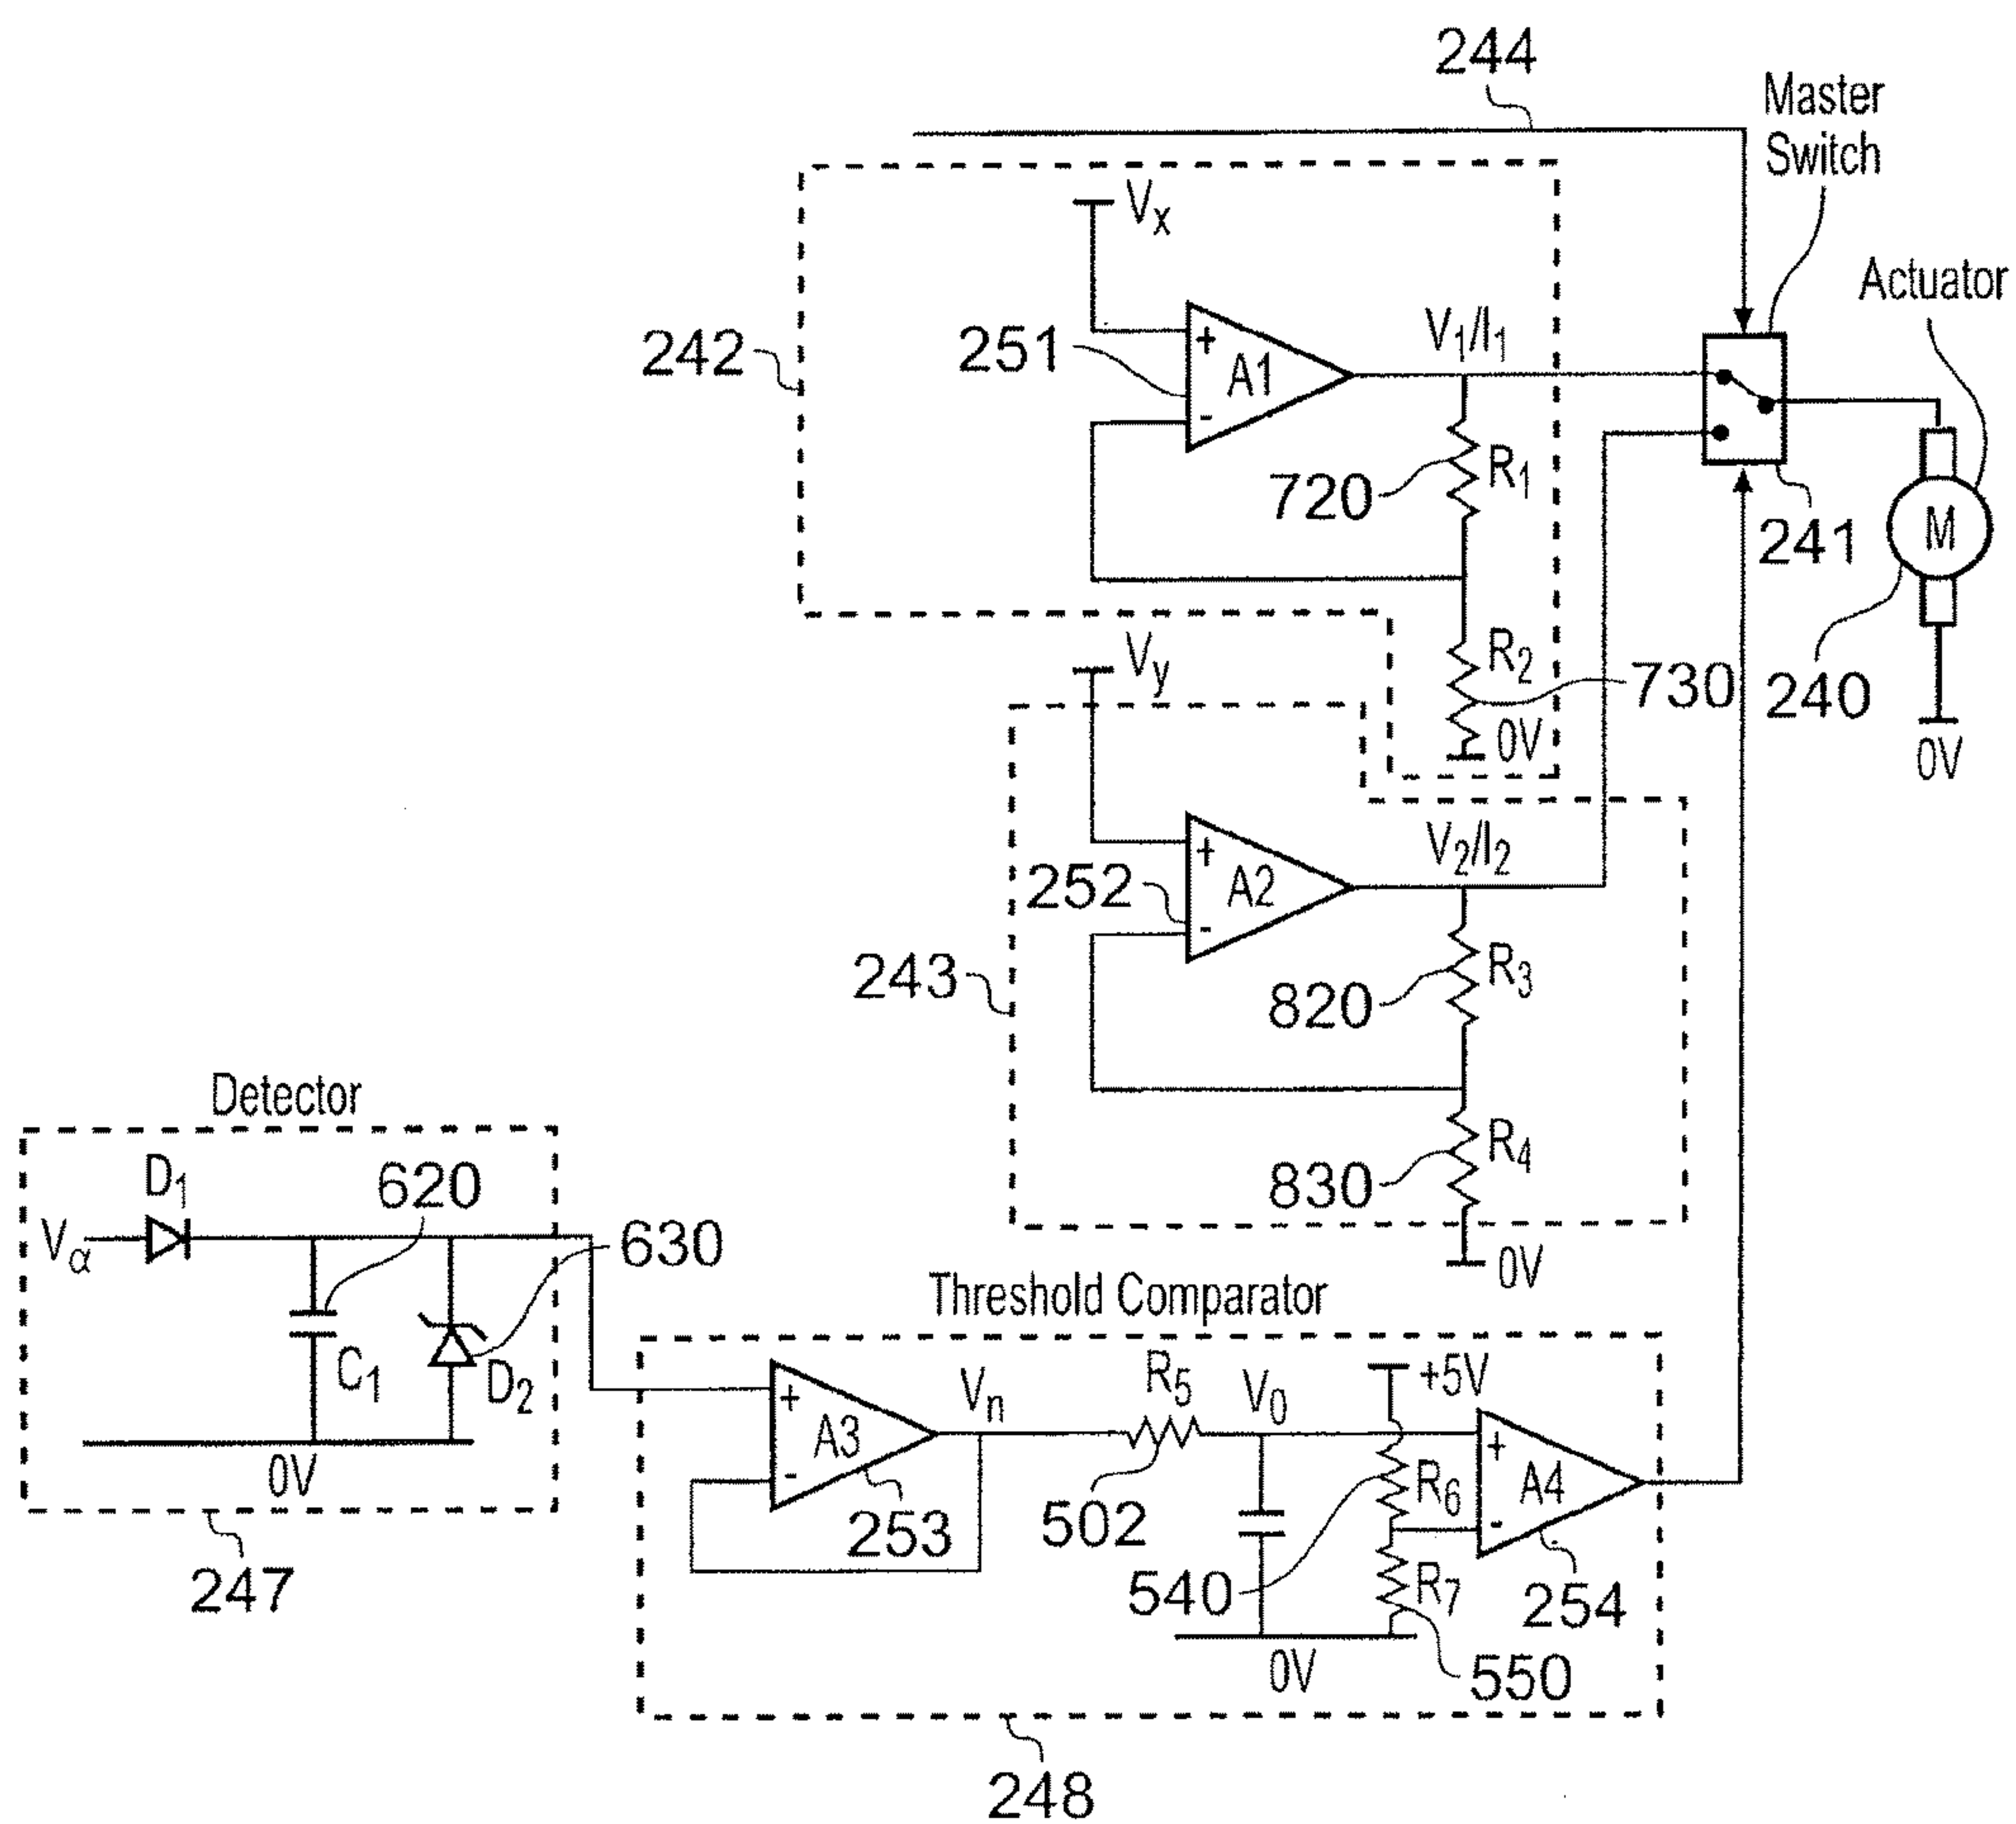 244
Master
Switch
Vx
Actuator
242
251
+
A1
-
V1/I1
720
R1
241
M
Vy
R2
730
240
0V
0V
+
A2
-
V2/I2
252
243
820
R3
Detector
830
R4
D1
620
Vα
630
0V
Threshold Comparator
C1
D2
+
A3
-
Vn
R5
V0
+5V
+
A4
-
0V
253
502
R6
247
540
R7
254
0V
550
248